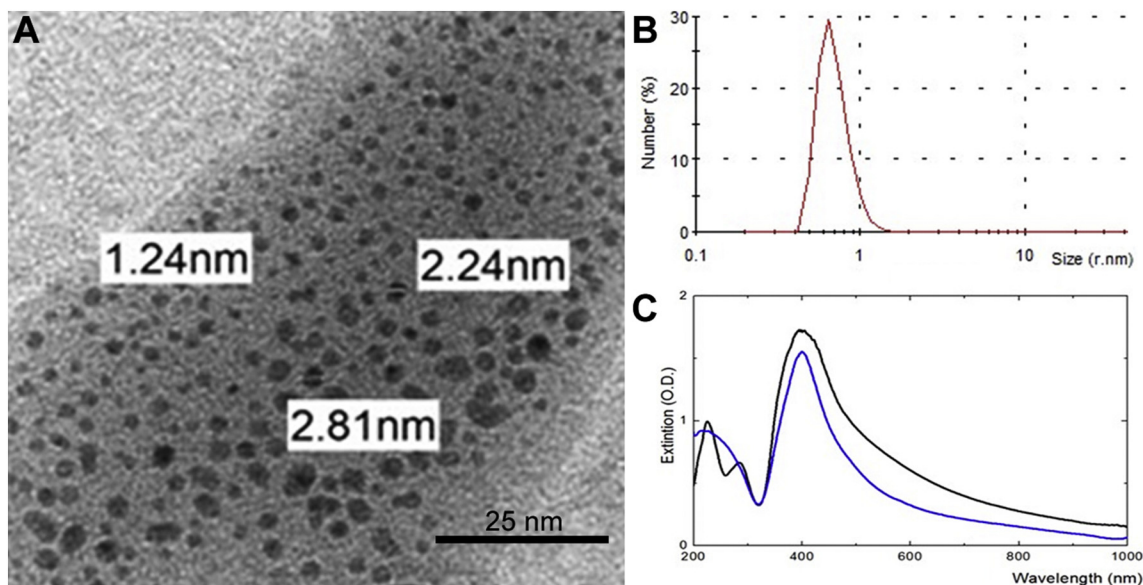 A
1.24nm
2.24nm
2.81nm
25 nm
B
30
20
10
0
Number (%)
0.1
1
10
Size (r.nm)
C
2
1
0
Extintion (O.D.)
200
400
600
800
1000
Wavelength (nm)